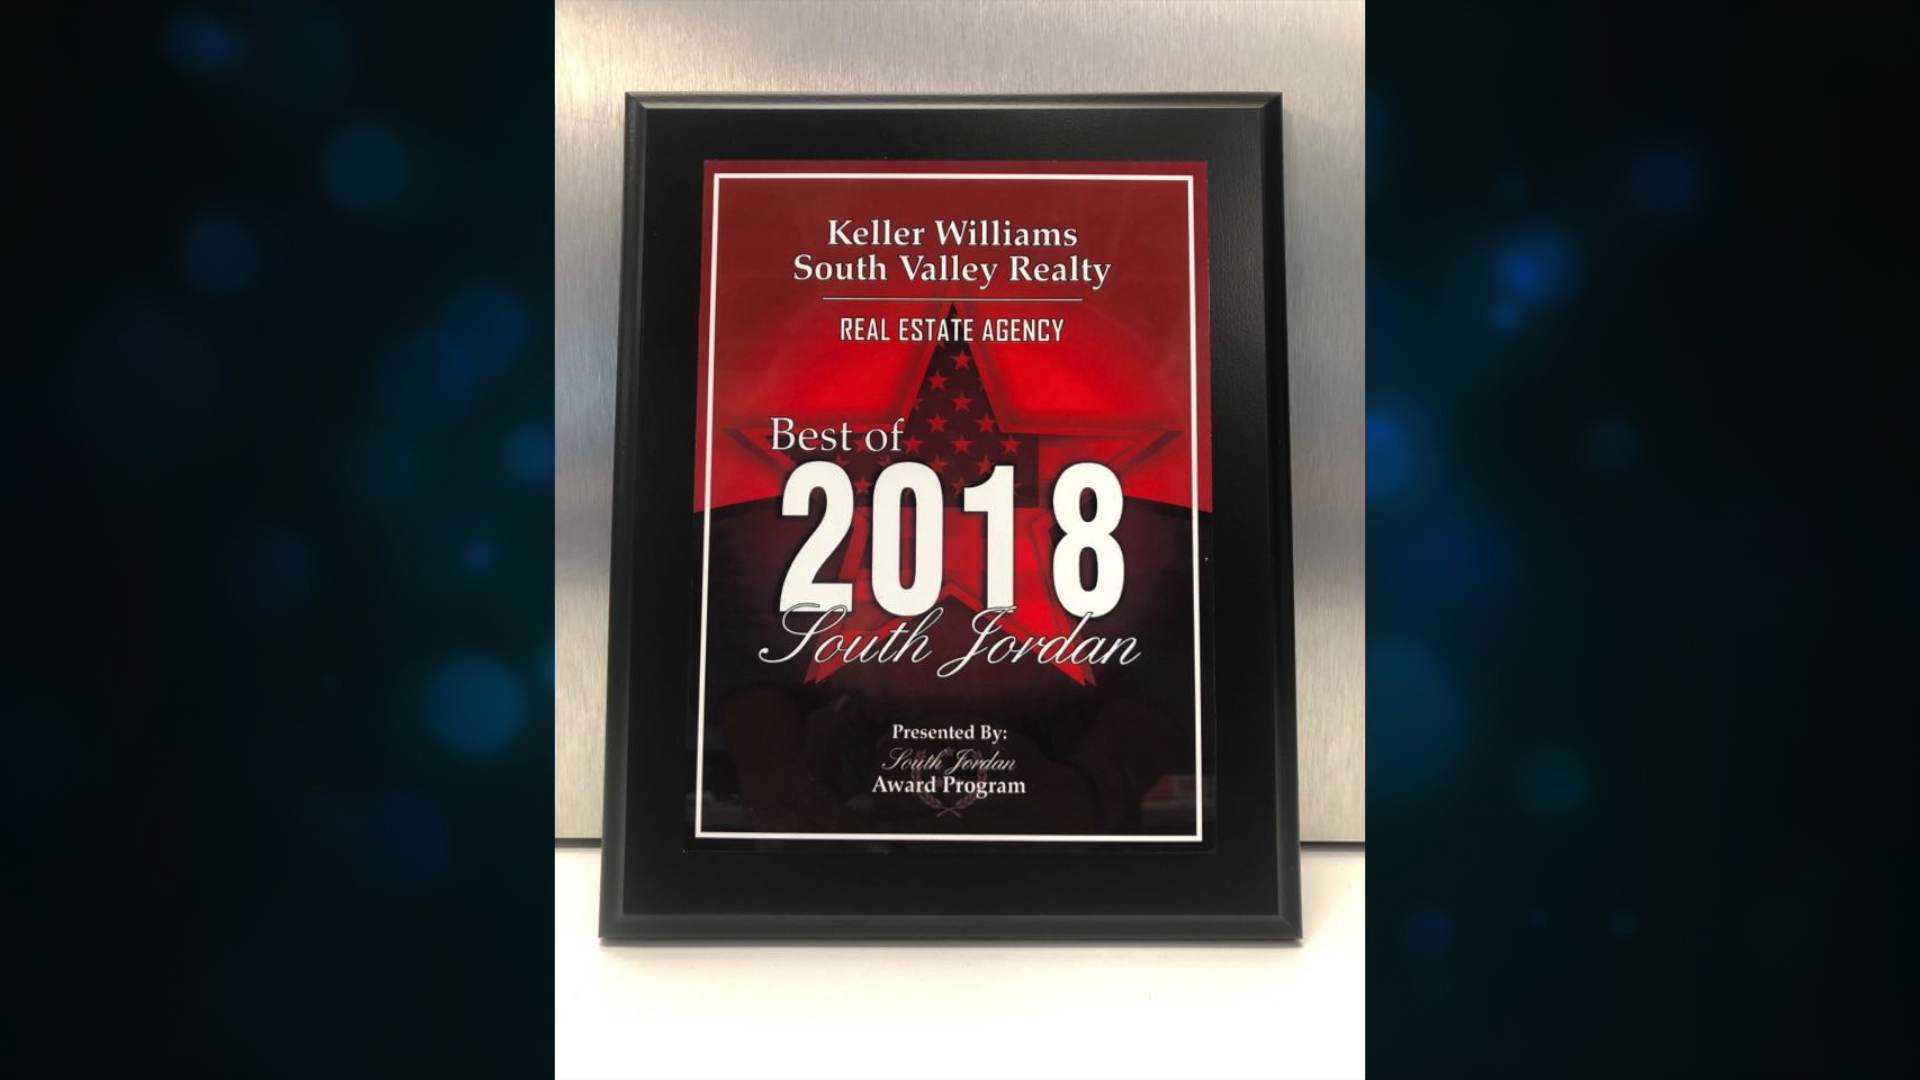 Keller Williams
South Valley Realty
REAL ESTATE AGENCY
Best of
2018
South Jordan
Presented By:
South Jordan
Award Program